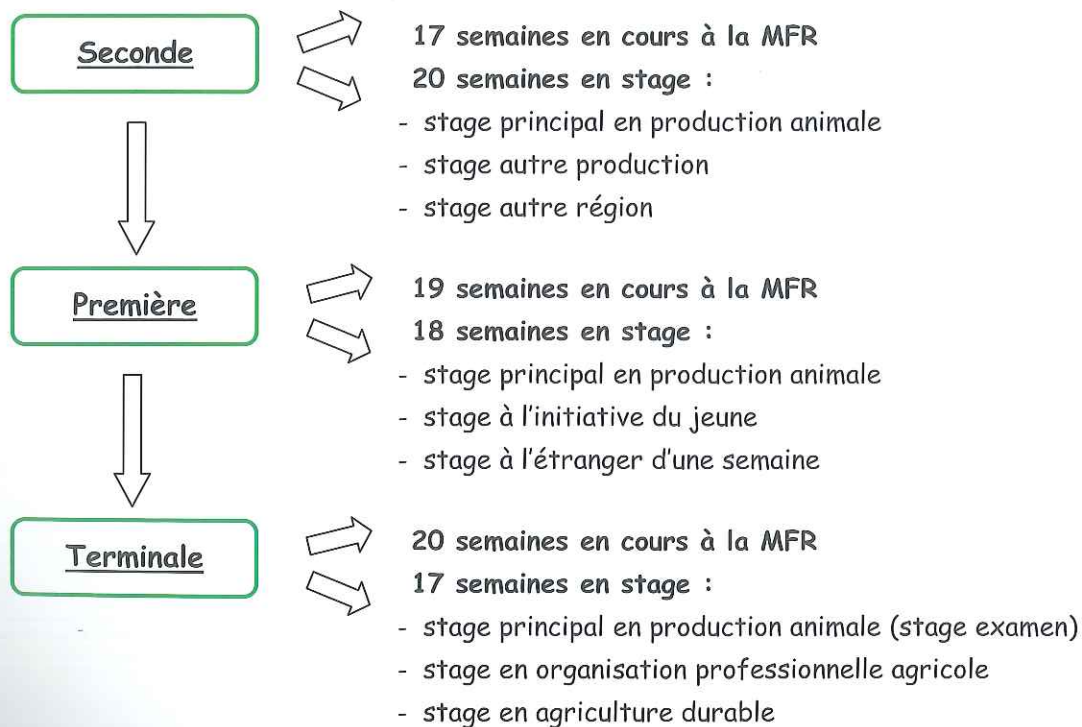 Seconde
17 semaines en cours à la MFR
20 semaines en stage :
- stage principal en production animale
- stage autre production
- stage autre région
Première
19 semaines en cours à la MFR
18 semaines en stage :
- stage principal en production animale
- stage à l'initiative du jeune
- stage à l'étranger d'une semaine
Terminale
20 semaines en cours à la MFR
17 semaines en stage :
- stage principal en production animale (stage examen)
- stage en organisation professionnelle agricole
- stage en agriculture durable